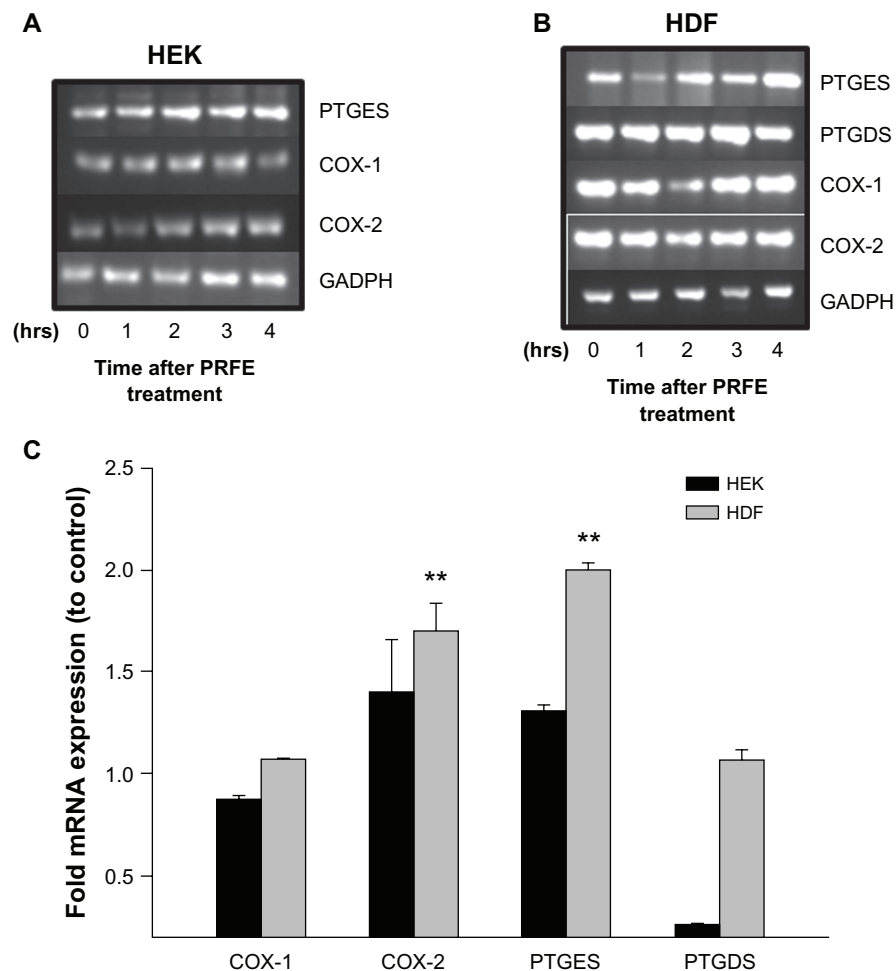 A
HEK
PTGES
COX-1
COX-2
GADPH
(hrs) 0 1 2 3 4
Time after PRFE
treatment
B
HDF
PTGES
PTGDS
COX-1
COX-2
GADPH
(hrs) 0 1 2 3 4
Time after PRFE
treatment
C
Fold mRNA expression (to control)
2.5
2.0
1.5
1.0
0.5
HEK
HDF
**
**
COX-1 COX-2 PTGES PTGDS